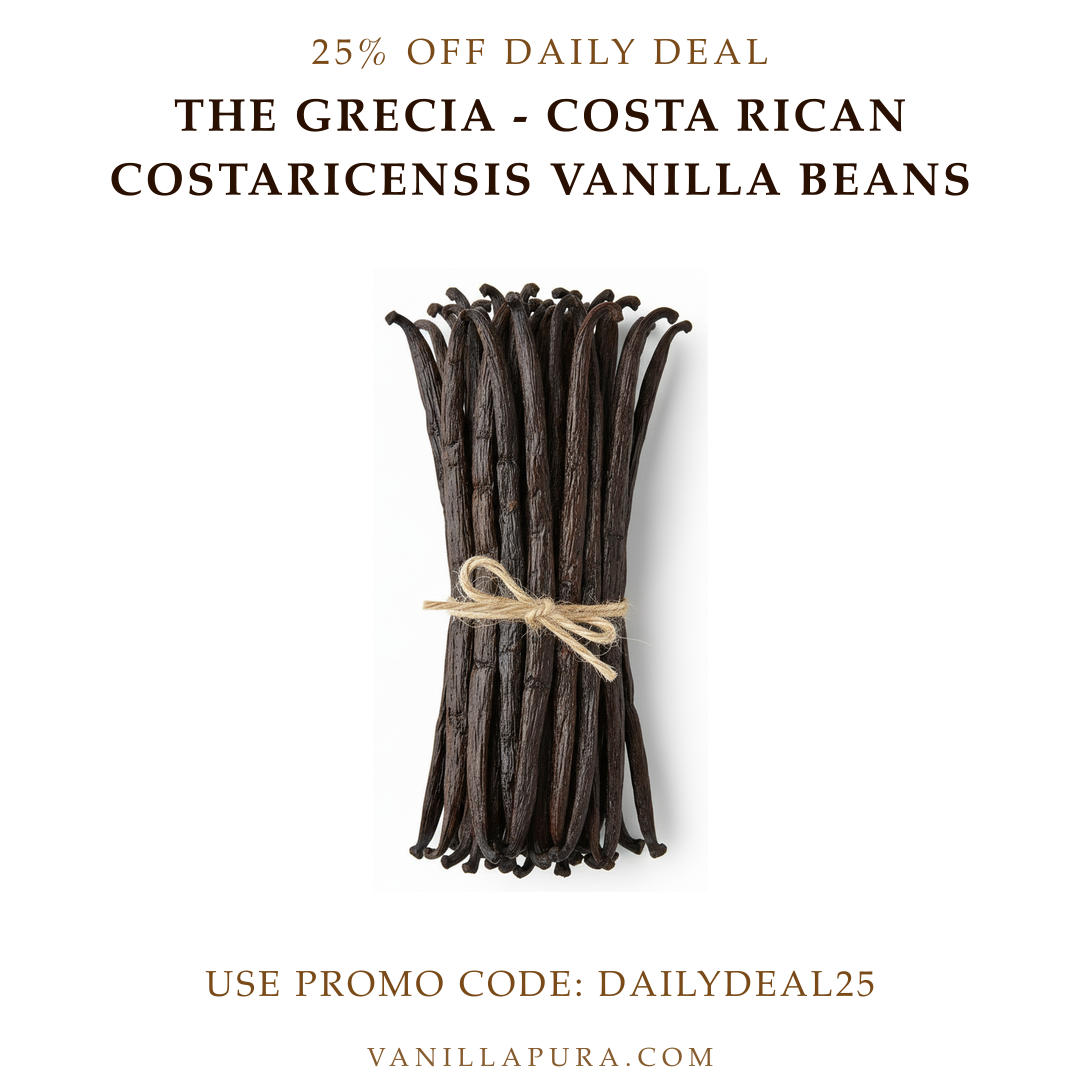 25% OFF DAILY DEAL
THE GRECIA - COSTA RICAN
COSTARICENSIS VANILLA BEANS
USE PROMO CODE: DAILYDEAL25
VANILLAPURA.COM